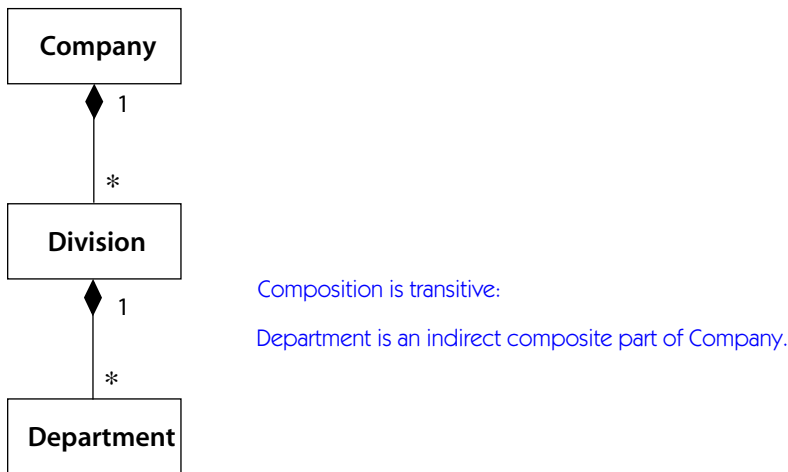 Company
1
*
Division
1
Composition is transitive:
Department is an indirect composite part of Company.
*
Department